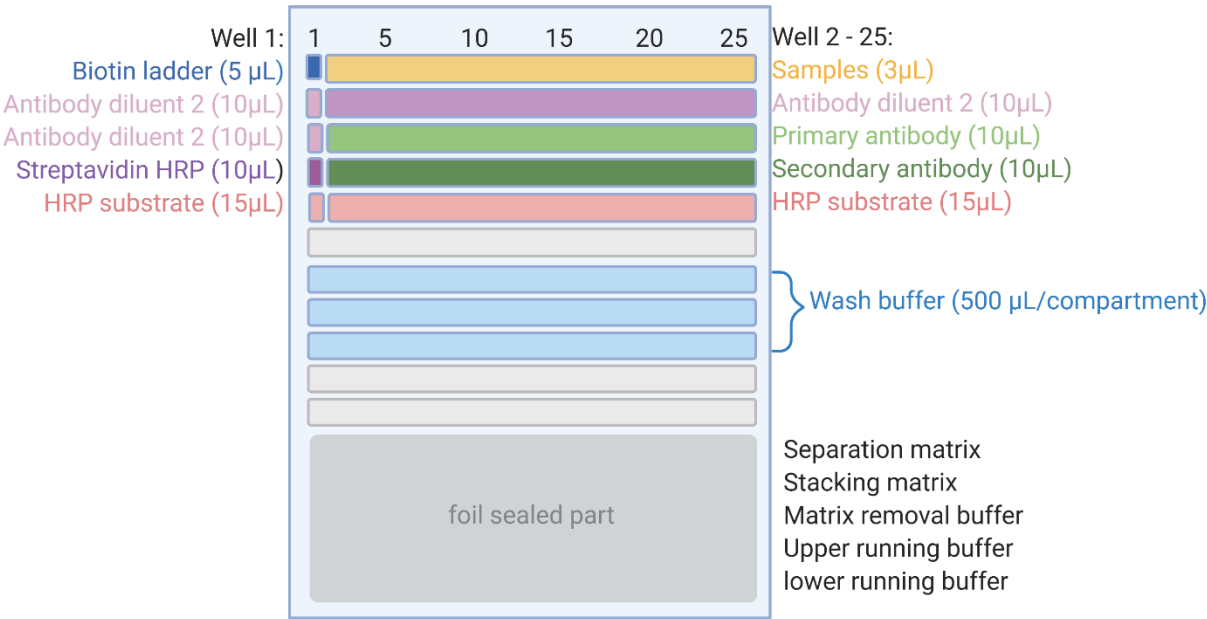 Well 1: 1 5 10 15 20 25 Well 2 - 25:
Biotin ladder (5 µL) Samples (3µL)
Antibody diluent 2 (10µL) Antibody diluent 2 (10µL)
Antibody diluent 2 (10µL) Primary antibody (10µL)
Streptavidin HRP (10µL) Secondary antibody (10µL)
HRP substrate (15µL) HRP substrate (15µL)
Wash buffer (500 µL/compartment)
Separation matrix
Stacking matrix
foil sealed part Matrix removal buffer
Upper running buffer
lower running buffer